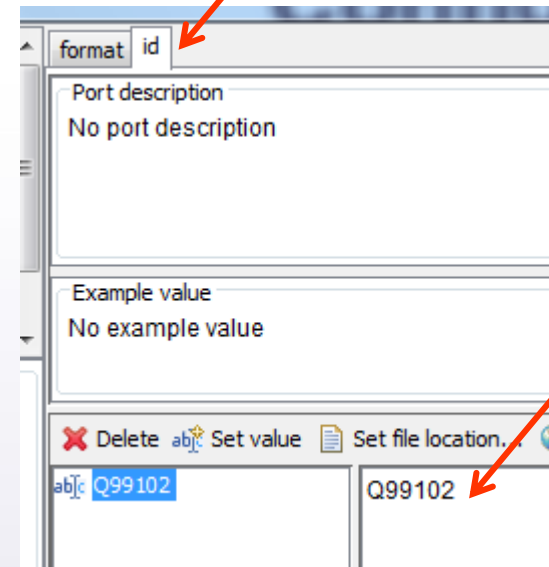 format id
Port description
No port description
Example value
No example value
Delete Set value Set file location...
Q99102 Q99102